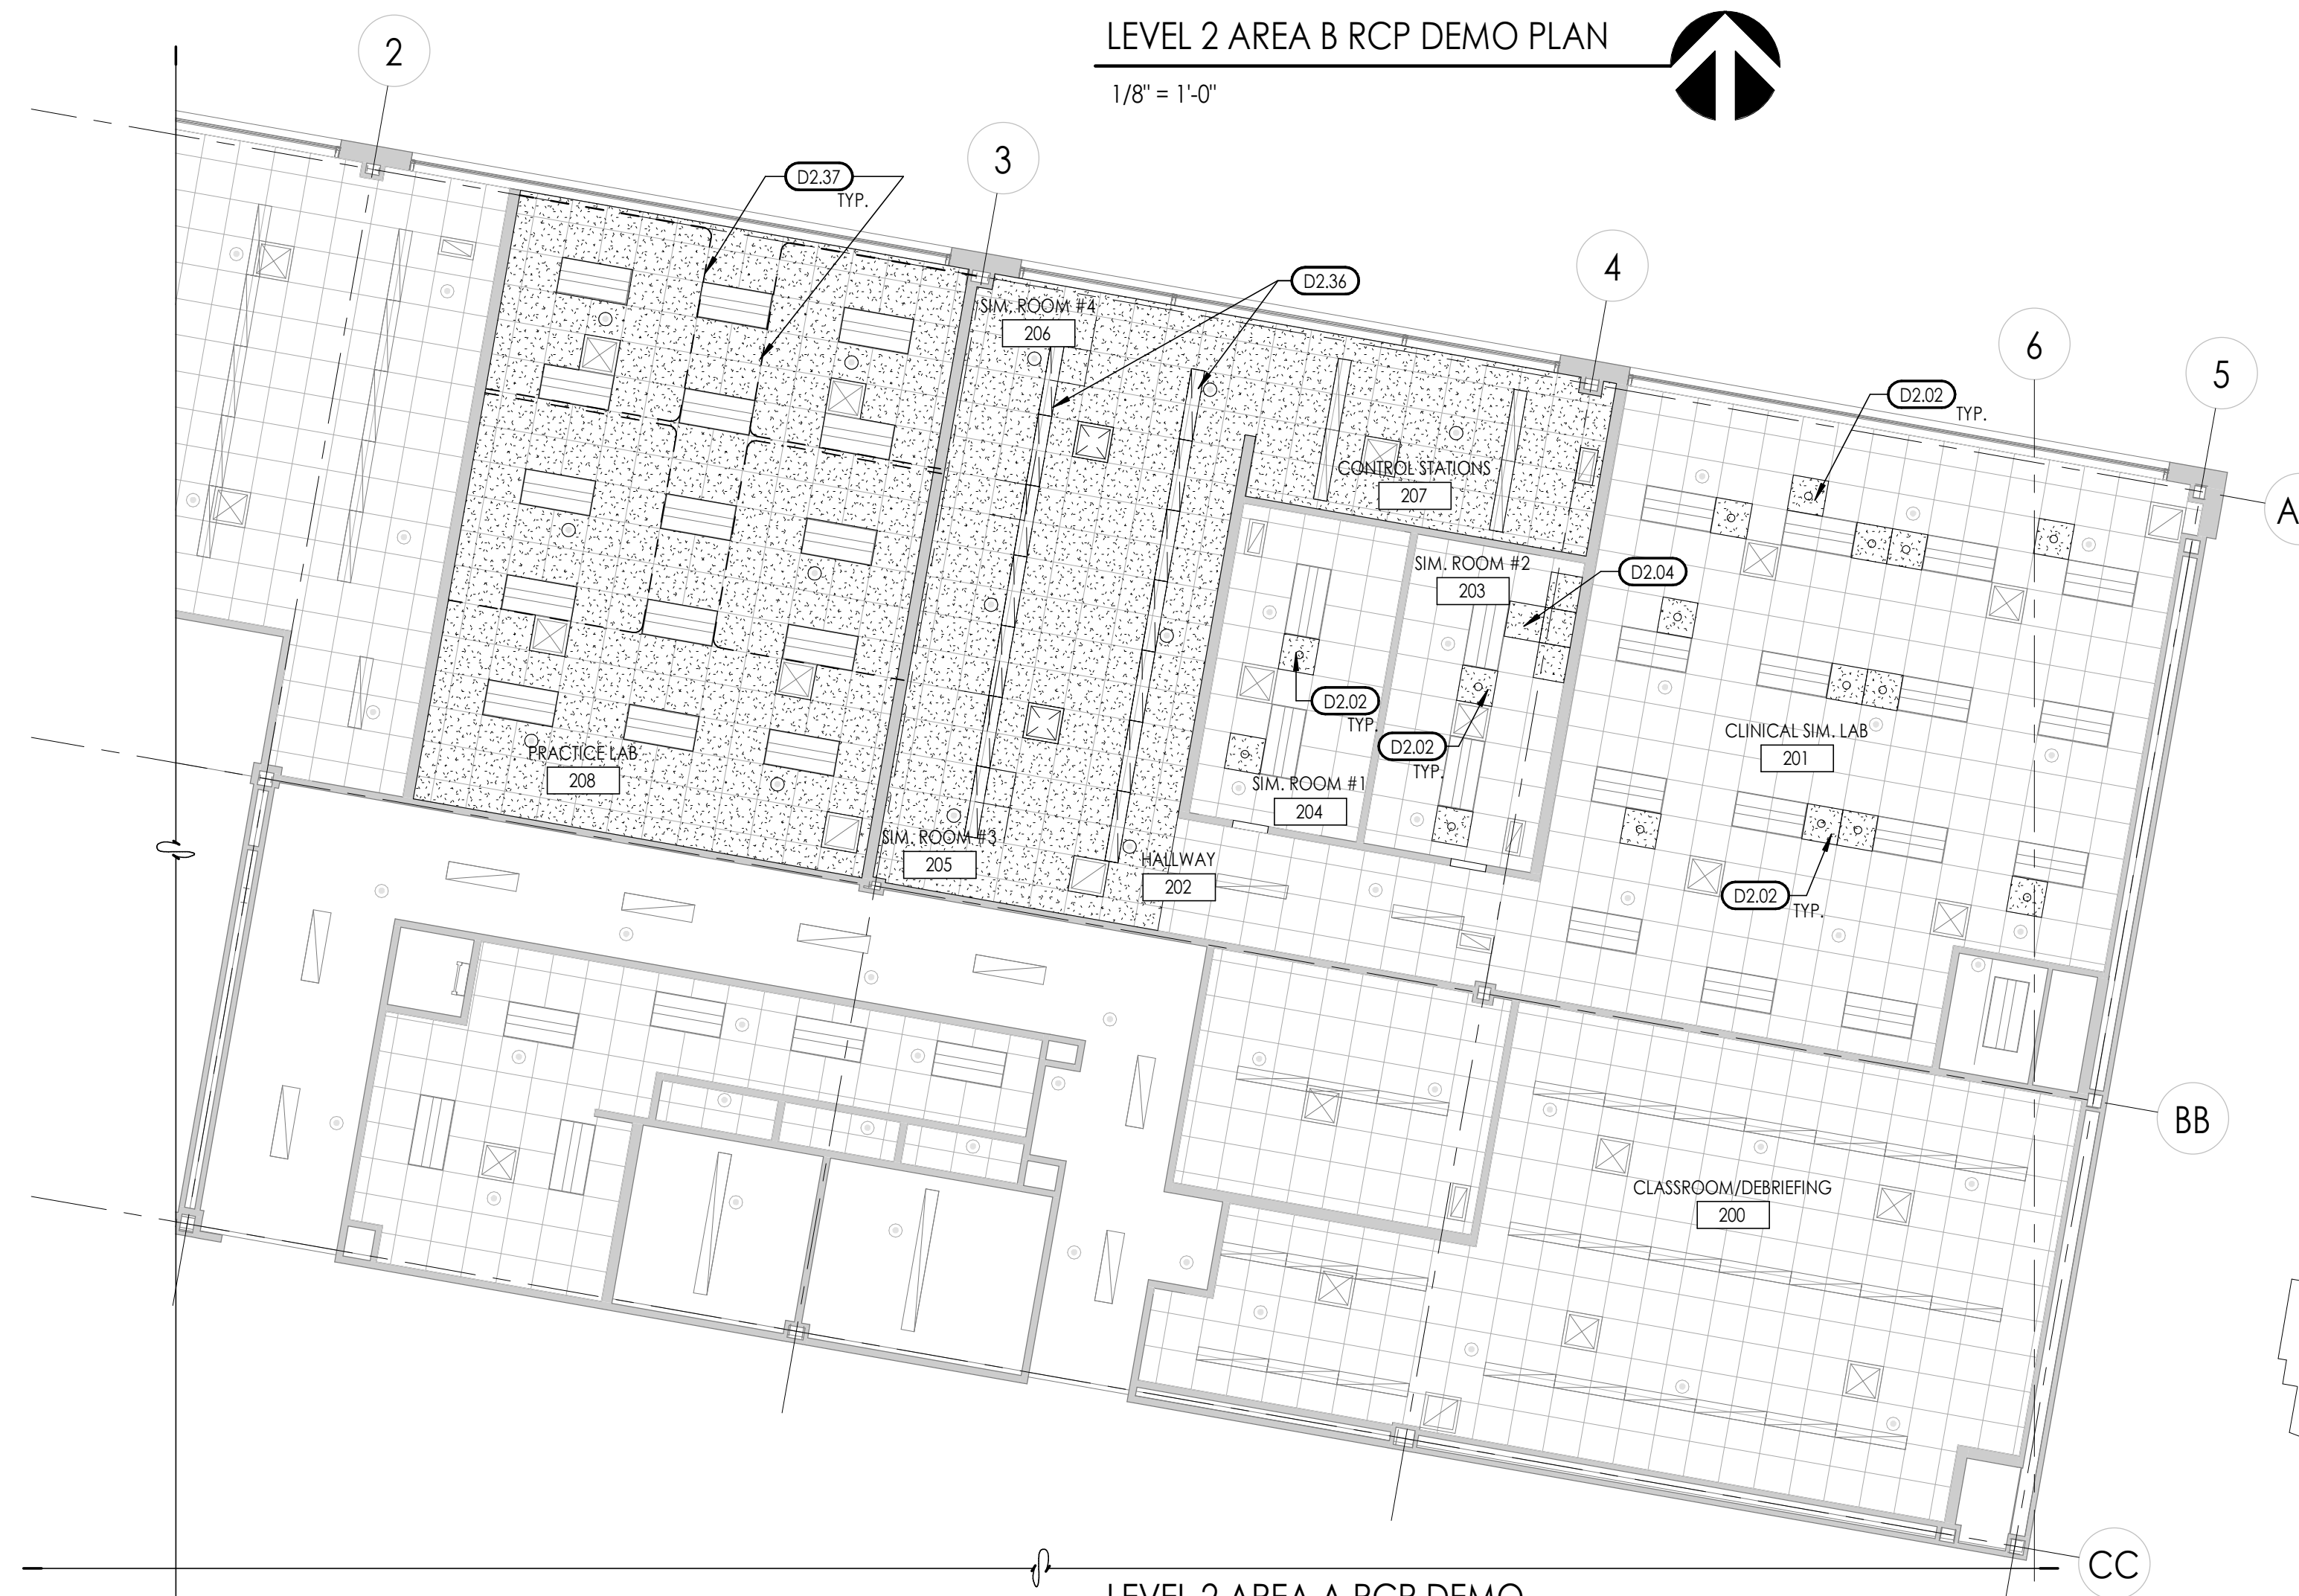 LEVEL 2 AREA B RCP DEMO PLAN
1/8" = 1'-0"
2
3
4
6
5
D2.37
TYP.
D2.36
SIM. ROOM #4
206
D2.02
TYP.
CONTROL STATIONS
207
A
SIM. ROOM #2
203
D2.04
D2.02
TYP.
D2.02
TYP.
CLINICAL SIM. LAB
201
PRACTICE LAB
208
SIM. ROOM #1
204
SIM. ROOM #3
205
HALLWAY
202
D2.02
TYP.
BB
CLASSROOM/DEBRIEFING
200
CC
LEVEL 2 AREA A RCP DEMO